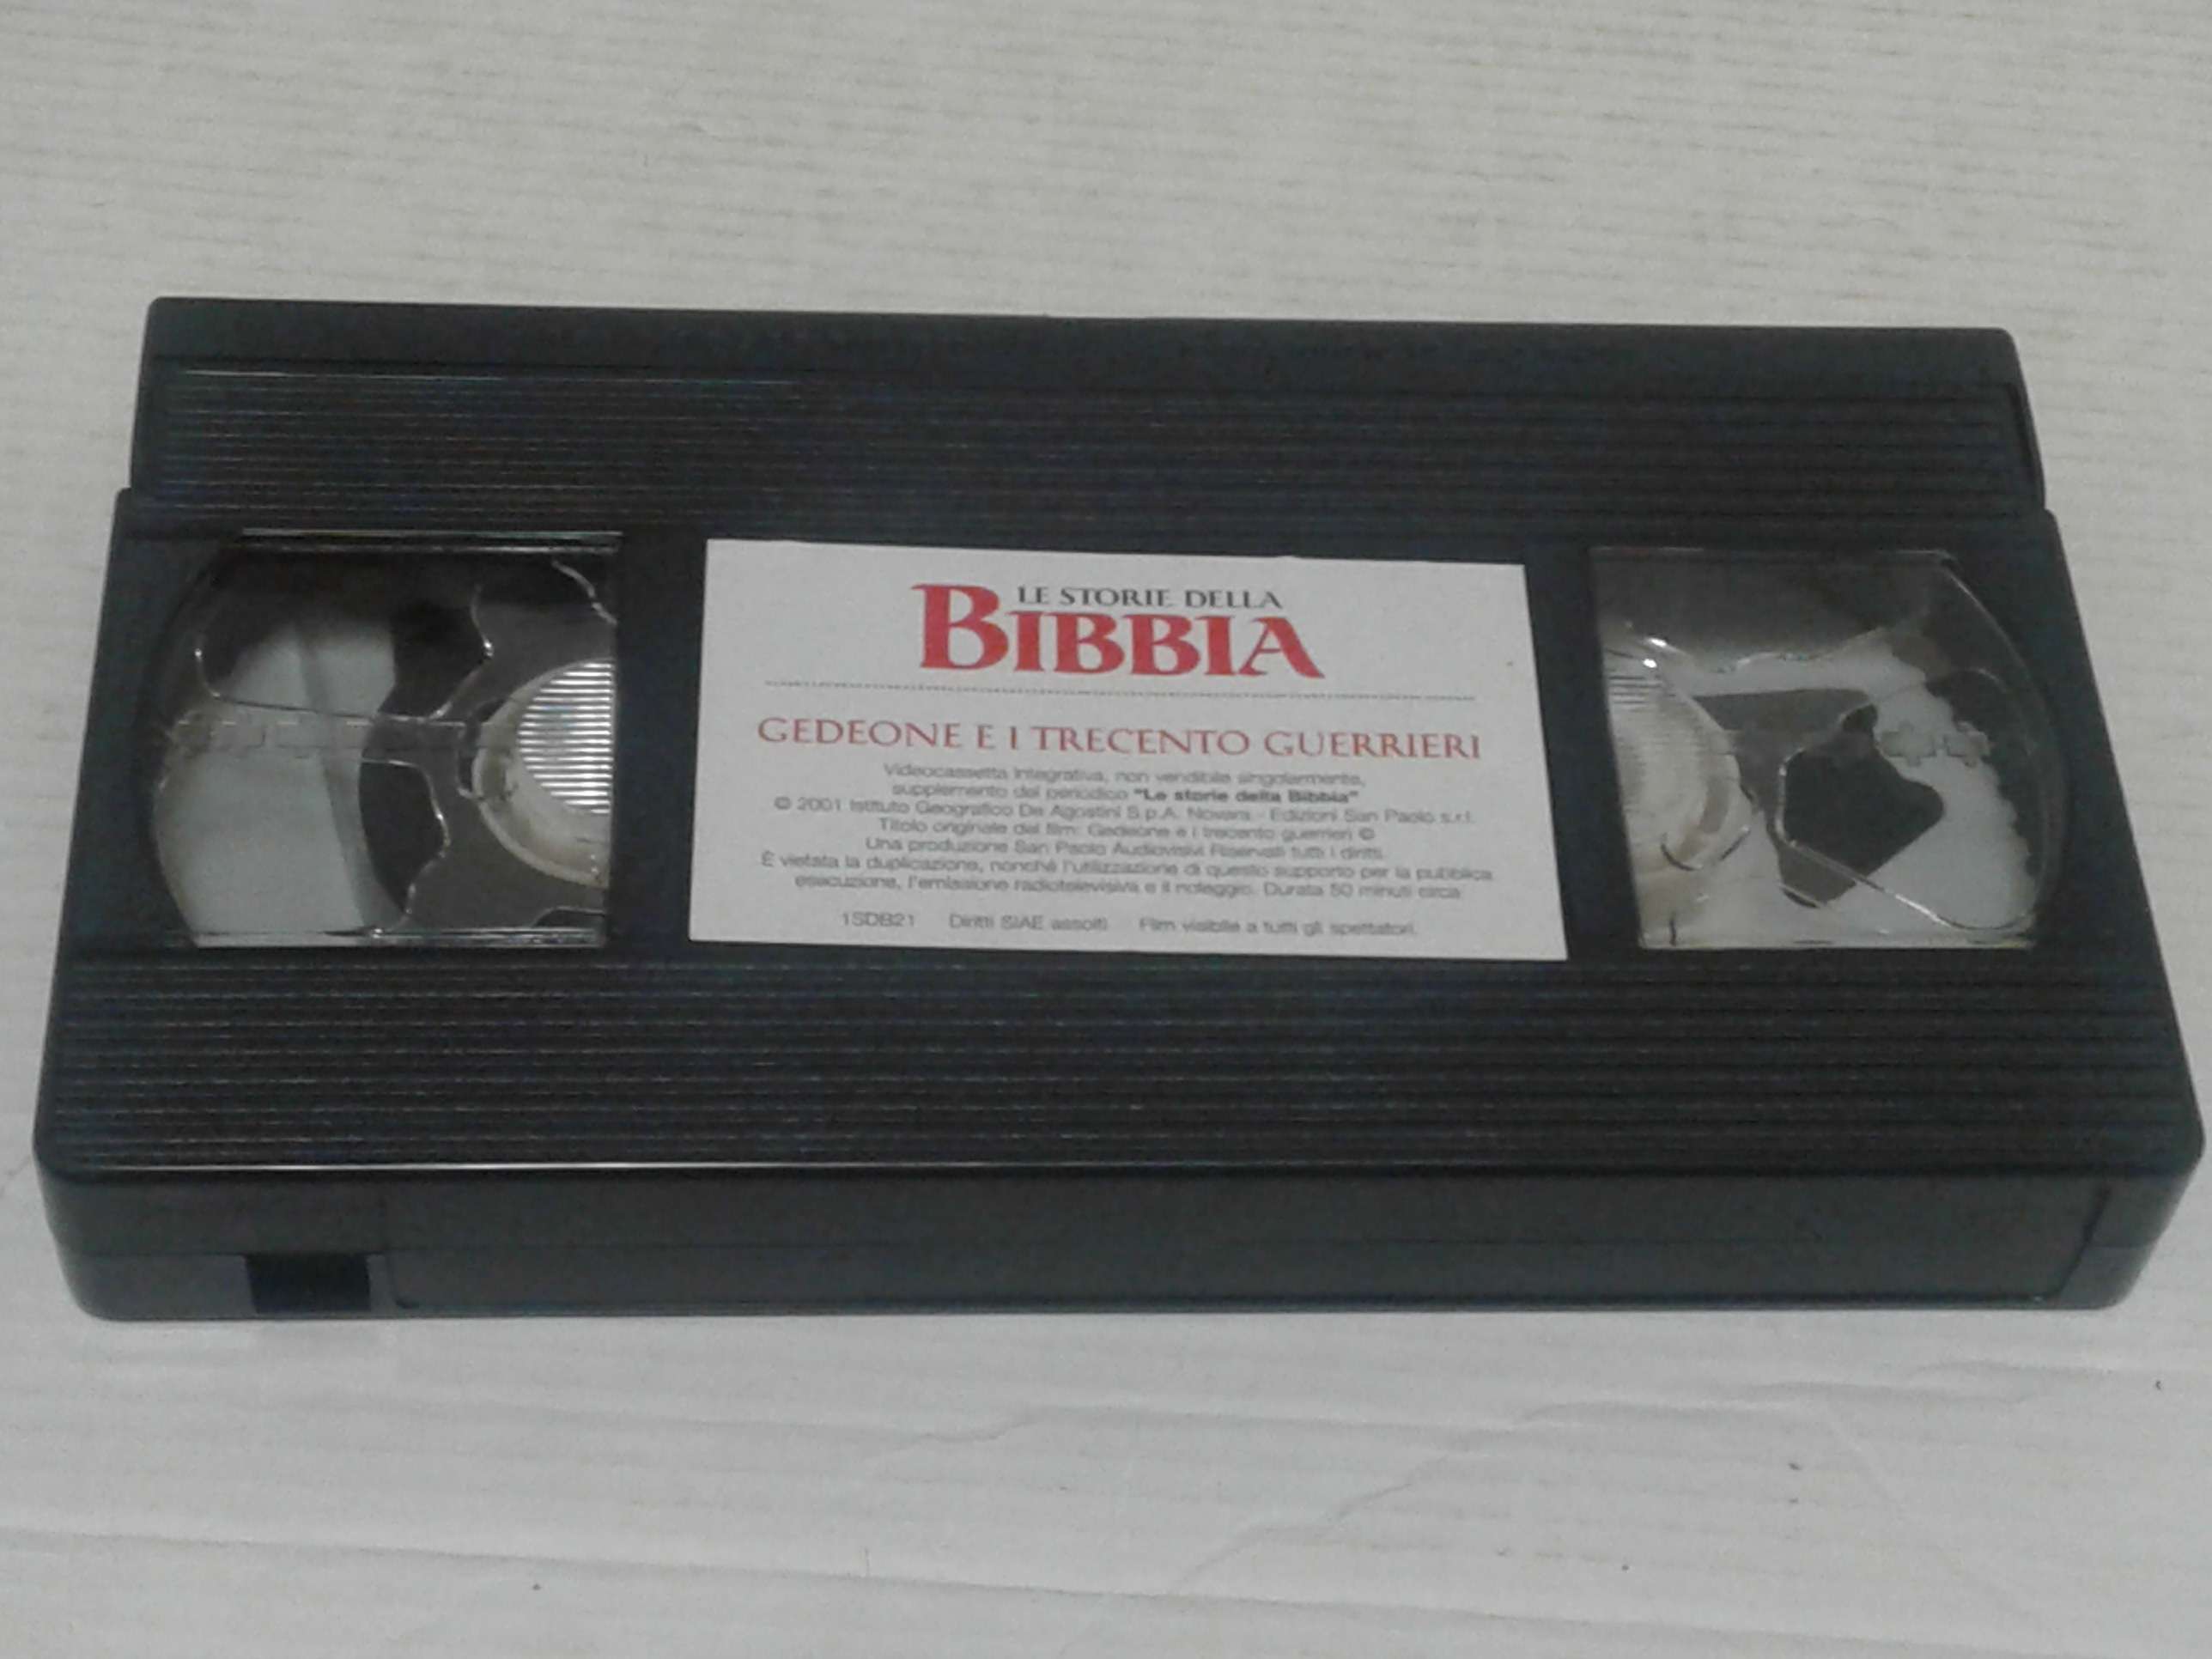 LE STORIE DELLA
BIBBIA
GEDEONE E I TRECENTO GUERRIERI
Videocassetta integrativa, non vendibile singolarmente,
supplemento del periodico "Le storie della Bibbia"
© 2001 Istituto Geografico De Agostini S.p.A. Novara - Edizioni San Paolo s.r.l.
Titolo originale del film: Gedeone e i trecento guerrieri ©
Una produzione San Paolo Audiovisivi Riservati tutti i diritti.
È vietata la duplicazione, nonché l'utilizzazione di questo supporto per la pubblica
esecuzione, l'emissione radiotelevisiva e il noleggio. Durata 50 minuti circa
1SDB21 Diritti SIAE assolti Film visibile a tutti gli spettatori.